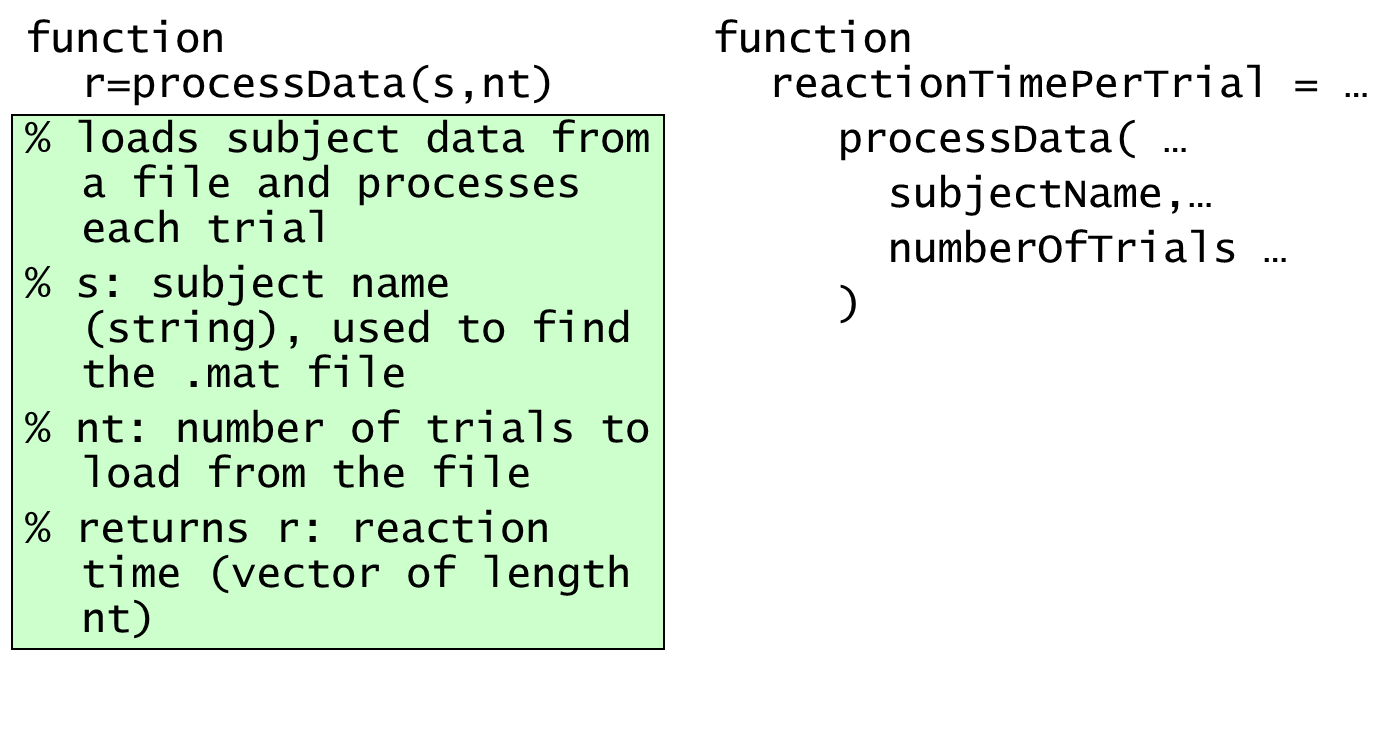 function
r=processData(s,nt)
% loads subject data from
a file and processes
each trial
% s: subject name
(string), used to find
the .mat file
% nt: number of trials to
load from the file
% returns r: reaction
time (vector of length
nt)
function
reactionTimePerTrial = …
processData( …
subjectName,…
numberOfTrials …
)